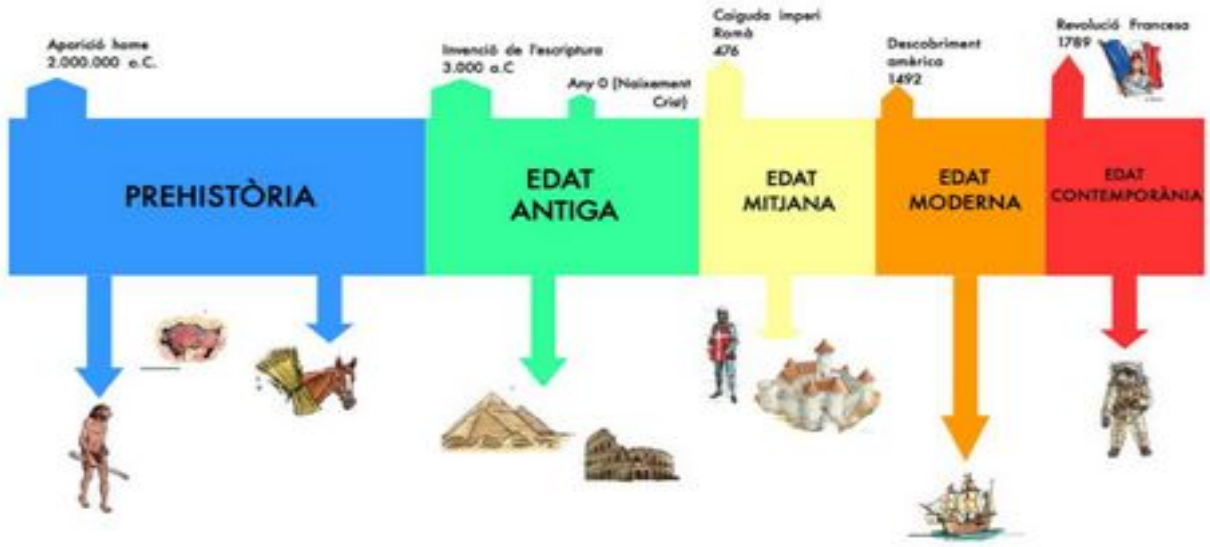 Aparició home
2.000.000 a.C.
Invenció de l'escriptura
3.000 a.C
Any 0 (Naixement
Crist)
Caiguda imperi
Romà
476
Descobriment
amèrica
1492
Revolució Francesa
1789
PREHISTÒRIA
EDAT
ANTIGA
EDAT
MITJANA
EDAT
MODERNA
EDAT
CONTEMPORÀNIA